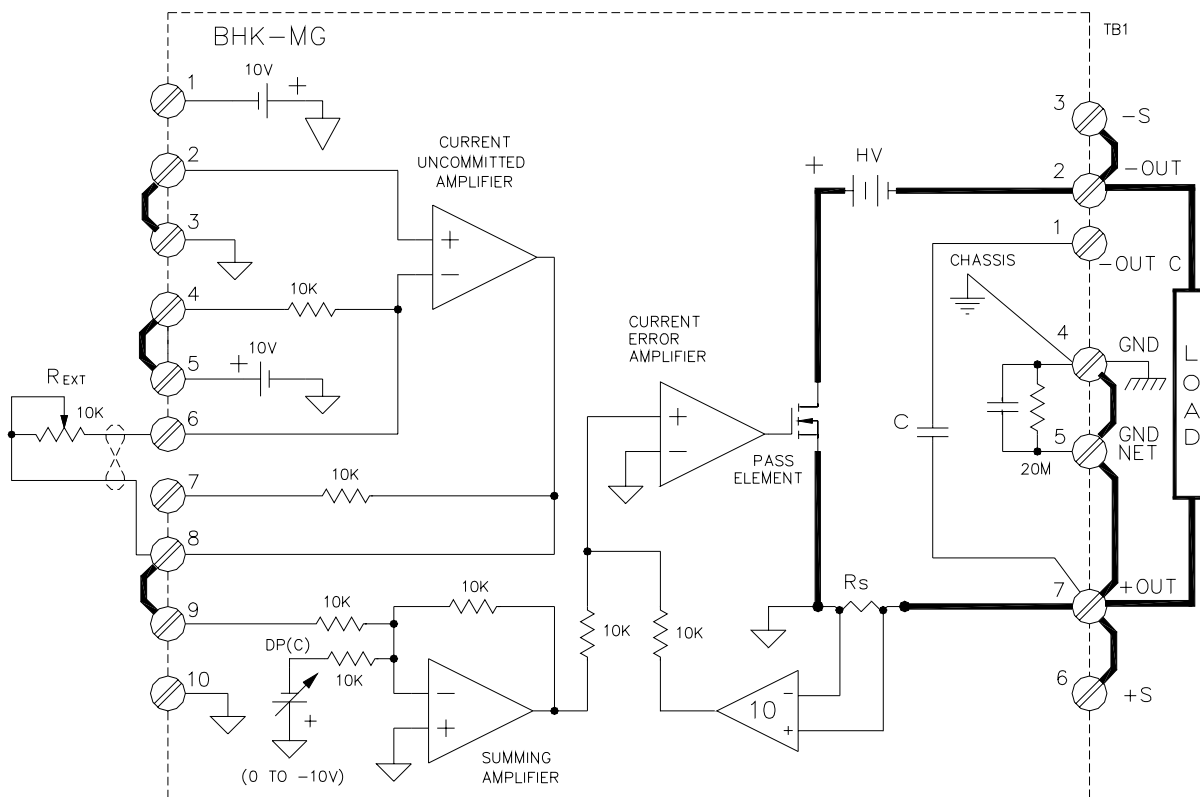 BHK-MG
TB1
1
10V
+
3
-S
2
CURRENT
UNCOMMITTED
AMPLIFIER
+
HV
2
-OUT
3
+
-
1
CHASSIS
-OUT C
4
10K
CURRENT
ERROR
AMPLIFIER
4
GND
5
+
10V
REXT
10K
6
+
-
C
LOAD
5
GND
NET
20M
PASS
ELEMENT
7
10K
8
10K
Rs
7
+OUT
9
10K
10K
10K
DP(C)
10K
6
+S
10
+
-
+
10
-
+
(0 TO -10V)
SUMMING
AMPLIFIER